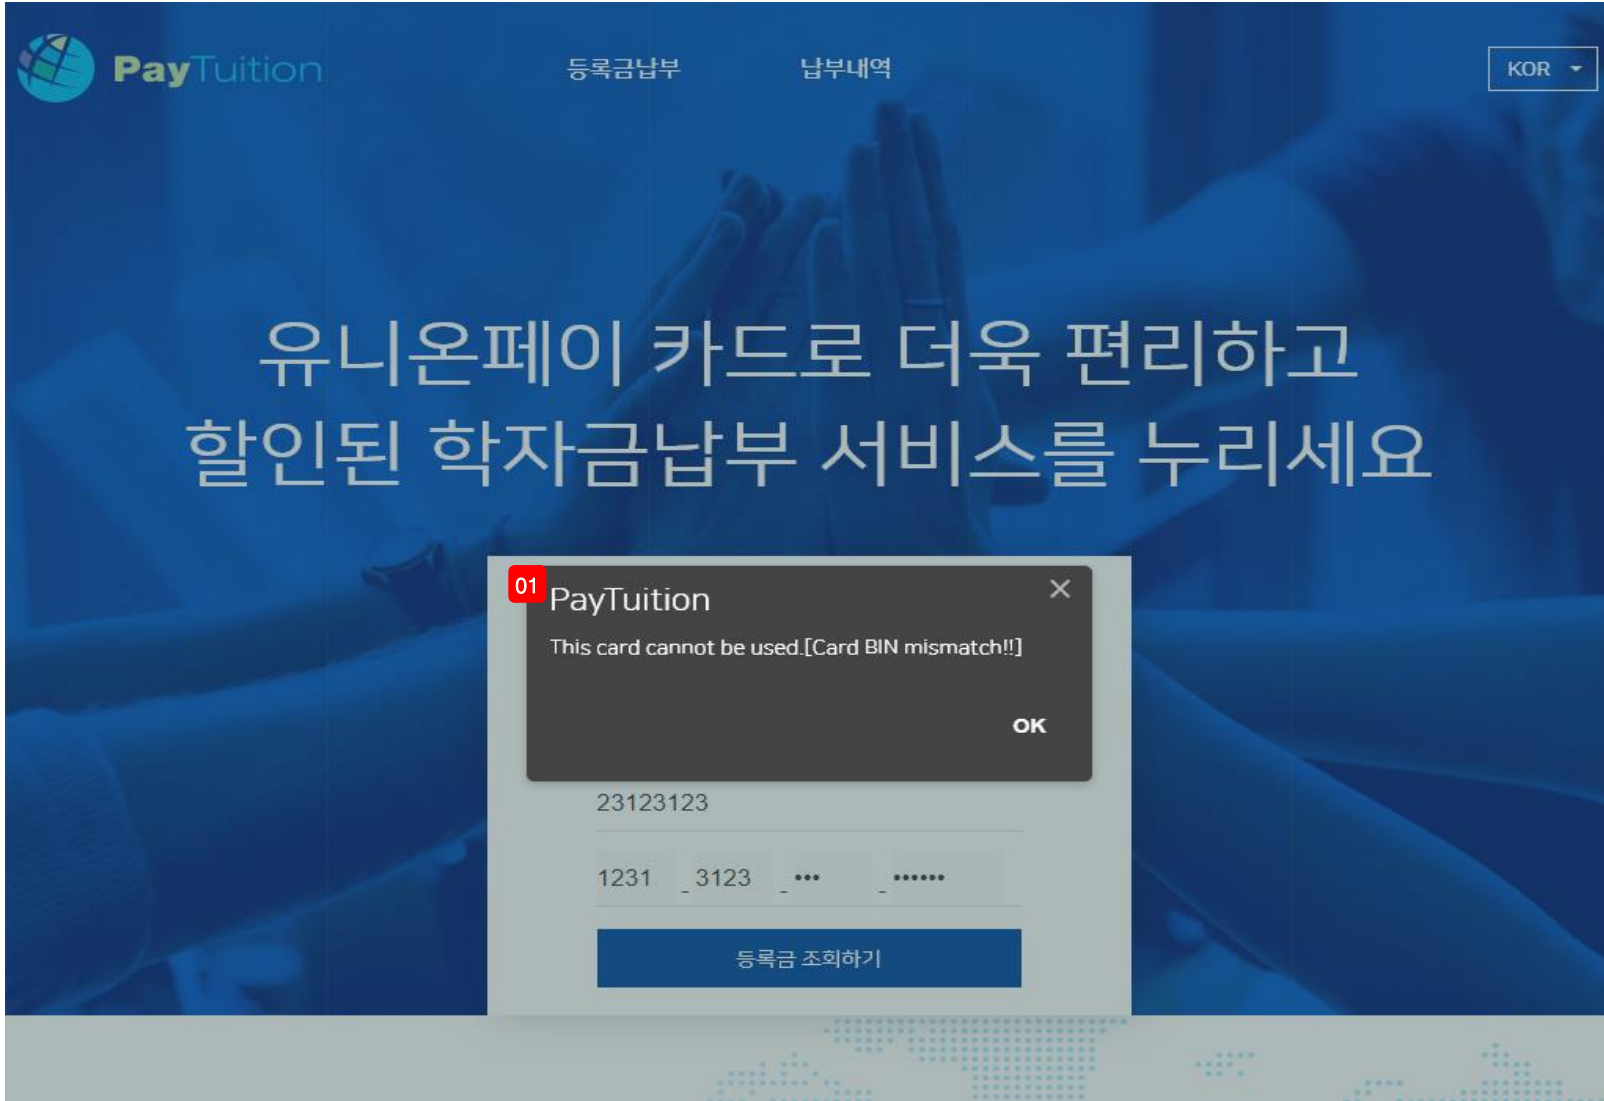 PayTuition
등록금납부
납부내역
KOR
유니온페이 카드로 더욱 편리하고
할인된 학자금납부 서비스를 누리세요
01
PayTuition
This card cannot be used.[Card BIN mismatch!!]
OK
23123123
1231 _ 3123 _ ••• _ ••••••
등록금 조회하기